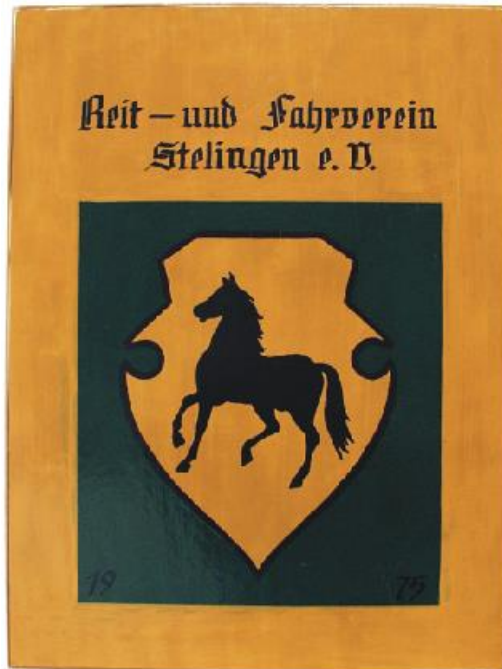 Reit – und Fahrverein
Stelingen e. V.
19 75